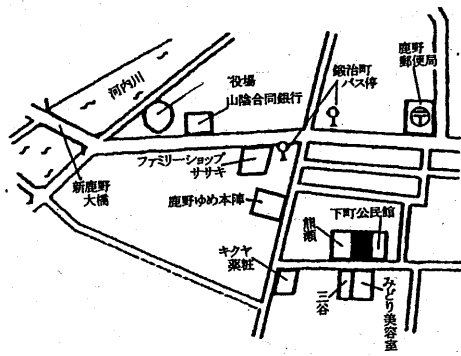 河内川
役場
山陰合同銀行
鍛治町
バス停
鹿野
郵便局
〒
ファミリーショップ
ササキ
新鹿野
大橋
鹿野ゆめ本陣
下町公民館
キクヤ
薬粧
三谷
みどり美容室